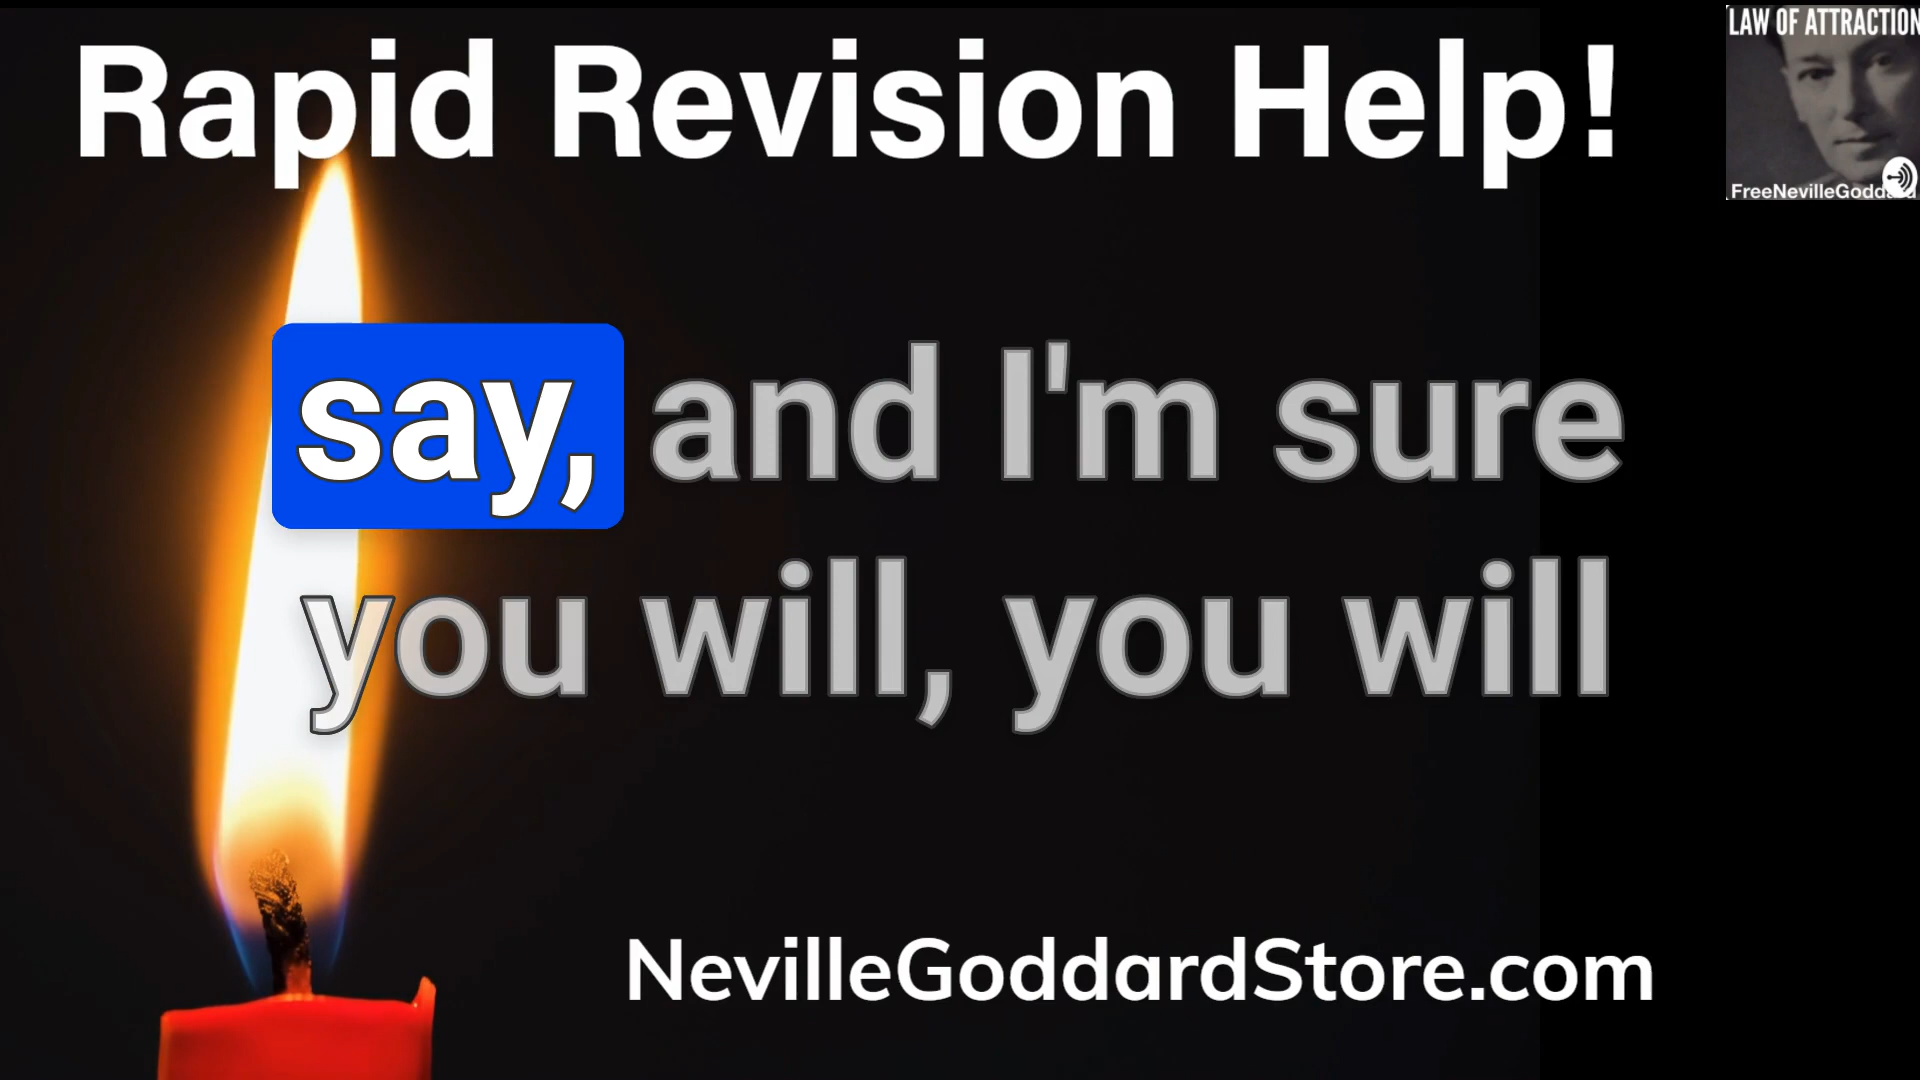 Rapid Revision Help!
LAW OF ATTRACTION
say, and I'm sure
you will, you will
NevilleGoddardStore.com